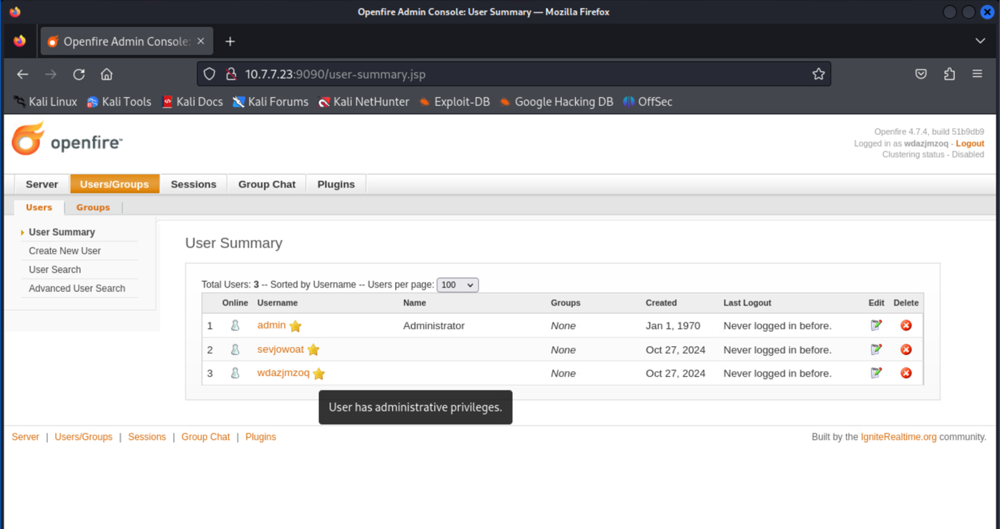 Openfire Admin Console: User Summary — Mozilla Firefox
Openfire Admin Console:
10.7.7.23:9090/user-summary.jsp
Kali Linux Kali Tools Kali Docs Kali Forums Kali NetHunter Exploit-DB Google Hacking DB OffSec
openfire™
Openfire 4.7.4, build 51b9db9
Logged in as wdazjmzoq - Logout
Clustering status - Disabled
Server Users/Groups Sessions Group Chat Plugins
Users Groups
User Summary
Create New User
User Search
Advanced User Search
User Summary
Total Users: 3 -- Sorted by Username -- Users per page: 100
Online Username Name Groups Created Last Logout Edit Delete
1 admin Administrator None Jan 1, 1970 Never logged in before.
2 sevjowoat None Oct 27, 2024 Never logged in before.
3 wdazjmzoq None Oct 27, 2024 Never logged in before.
User has administrative privileges.
Server | Users/Groups | Sessions | Group Chat | Plugins
Built by the IgniteRealtime.org community.